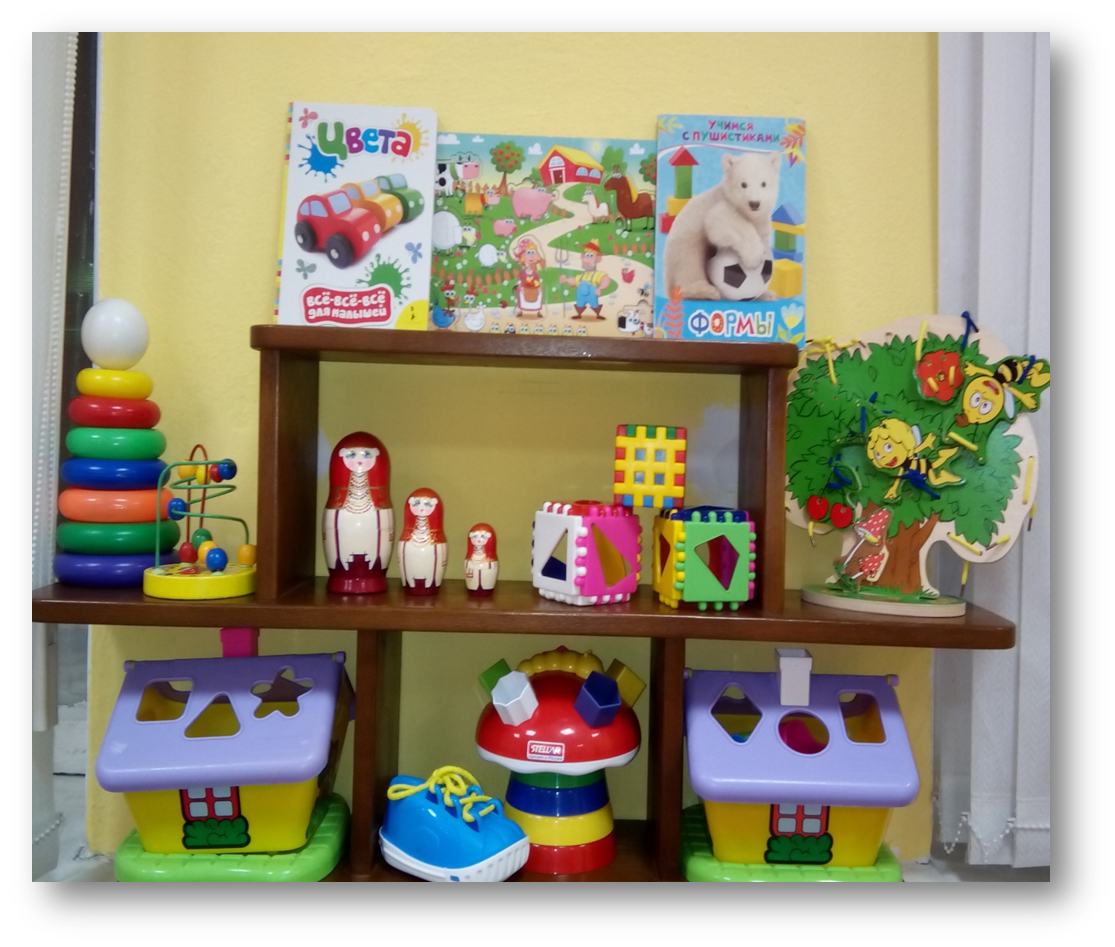 Цвета
ВСЁ-ВСЁ-ВСЁ
ДЛЯ МАЛЫШЕЙ
УЧИМСЯ
С ПУШИСТИКАМИ
ФОРМЫ
STELLAR